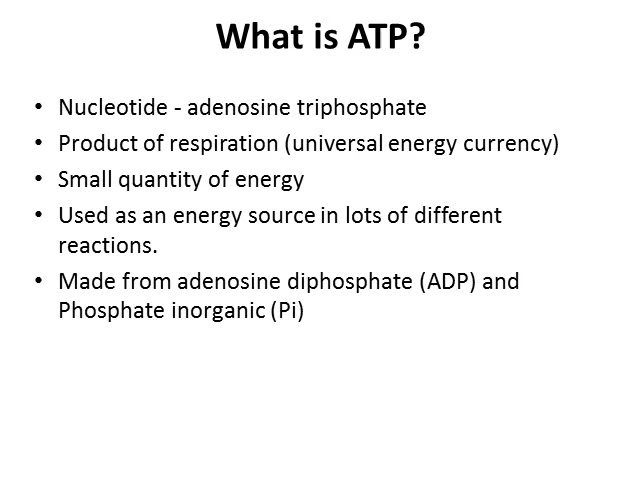 What is ATP?
• Nucleotide - adenosine triphosphate
• Product of respiration (universal energy currency)
• Small quantity of energy
• Used as an energy source in lots of different
reactions.
• Made from adenosine diphosphate (ADP) and
Phosphate inorganic (Pi)